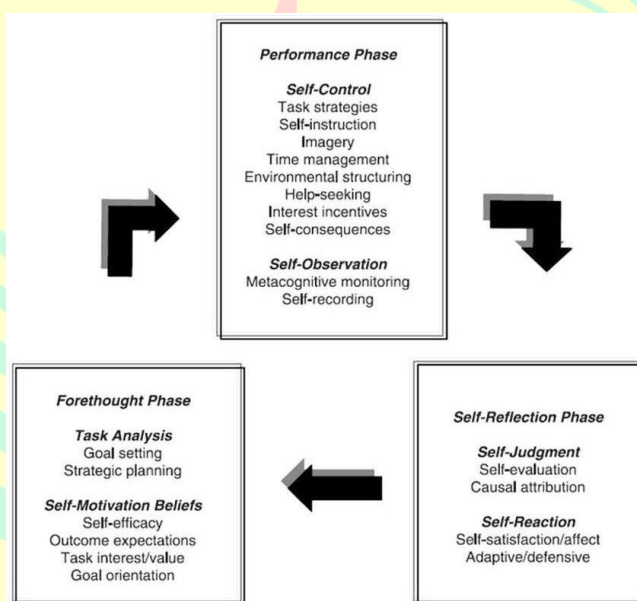 Performance Phase
Self-Control
Task strategies
Self-instruction
Imagery
Time management
Environmental structuring
Help-seeking
Interest incentives
Self-consequences
Self-Observation
Metacognitive monitoring
Self-recording
Forethought Phase
Task Analysis
Goal setting
Strategic planning
Self-Motivation Beliefs
Self-efficacy
Outcome expectations
Task interest/value
Goal orientation
Self-Reflection Phase
Self-Judgment
Self-evaluation
Causal attribution
Self-Reaction
Self-satisfaction/affect
Adaptive/defensive